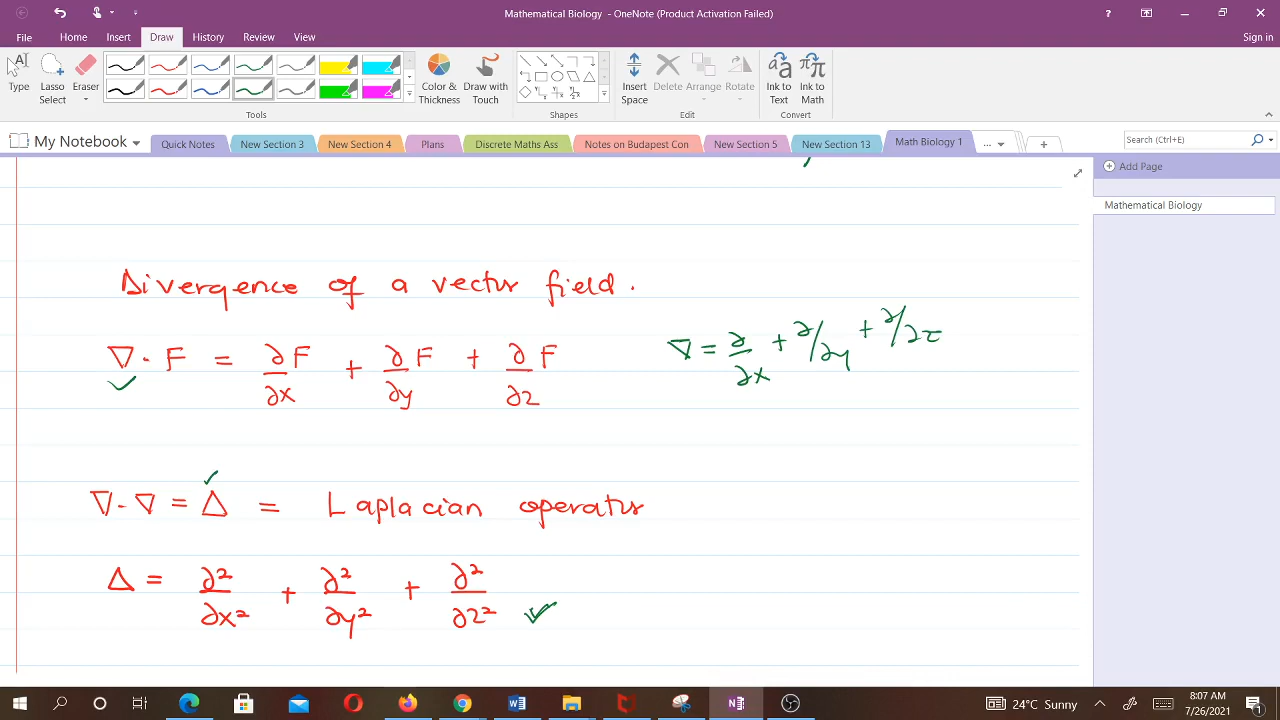 Mathematical Biology - OneNote (Product Activation Failed)
File Home Insert Draw History Review View Sign in
Type Lasso Select Eraser Color & Thickness Draw with Touch Insert Space Delete Arrange Rotate Ink to Text Ink to Math
Tools Shapes Edit Convert
My Notebook Quick Notes New Section 3 New Section 4 Plans Discrete Maths Ass Notes on Budapest Con New Section 5 New Section 13 Math Biology 1 ... Search (Ctrl+E)
Add Page
Mathematical Biology
Divergence of a vector field.
∇ · F = ∂F/∂x + ∂F/∂y + ∂F/∂z
∇ = ∂/∂x + ∂/∂y + ∂/∂z
∇ · ∇ = Δ = Laplacian operator
Δ = ∂²/∂x² + ∂²/∂y² + ∂²/∂z²
24°C Sunny 8:07 AM
7/26/2021